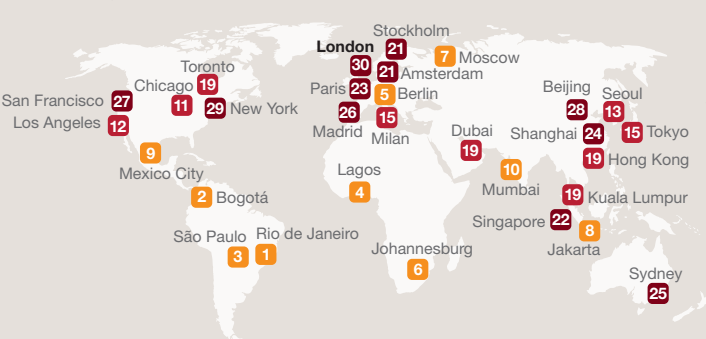 Stockholm
21
London
30
7 Moscow
Toronto
19
21 Amsterdam
Chicago
11
Paris 23
5 Berlin
San Francisco 27
29 New York
Beijing
28
Seoul
13
Los Angeles 12
26
Madrid
15
Milan
Dubai
19
Shanghai 24
15 Tokyo
9
Mexico City
19 Hong Kong
Lagos
4
10
Mumbai
2 Bogotá
19 Kuala Lumpur
Singapore 22
8
Jakarta
São Paulo
3
Rio de Janeiro
1
Johannesburg
6
Sydney
25